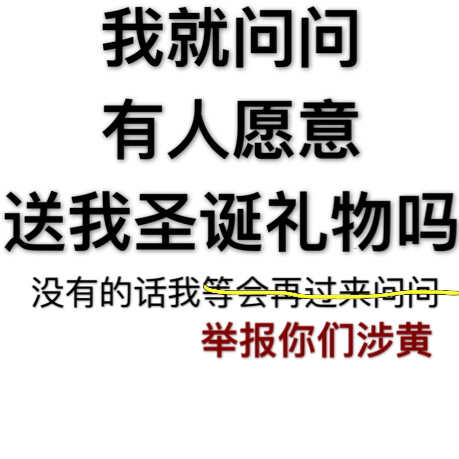 我就问问
有人愿意
送我圣诞礼物吗
没有的话我等会再过来问问
举报你们涉黄